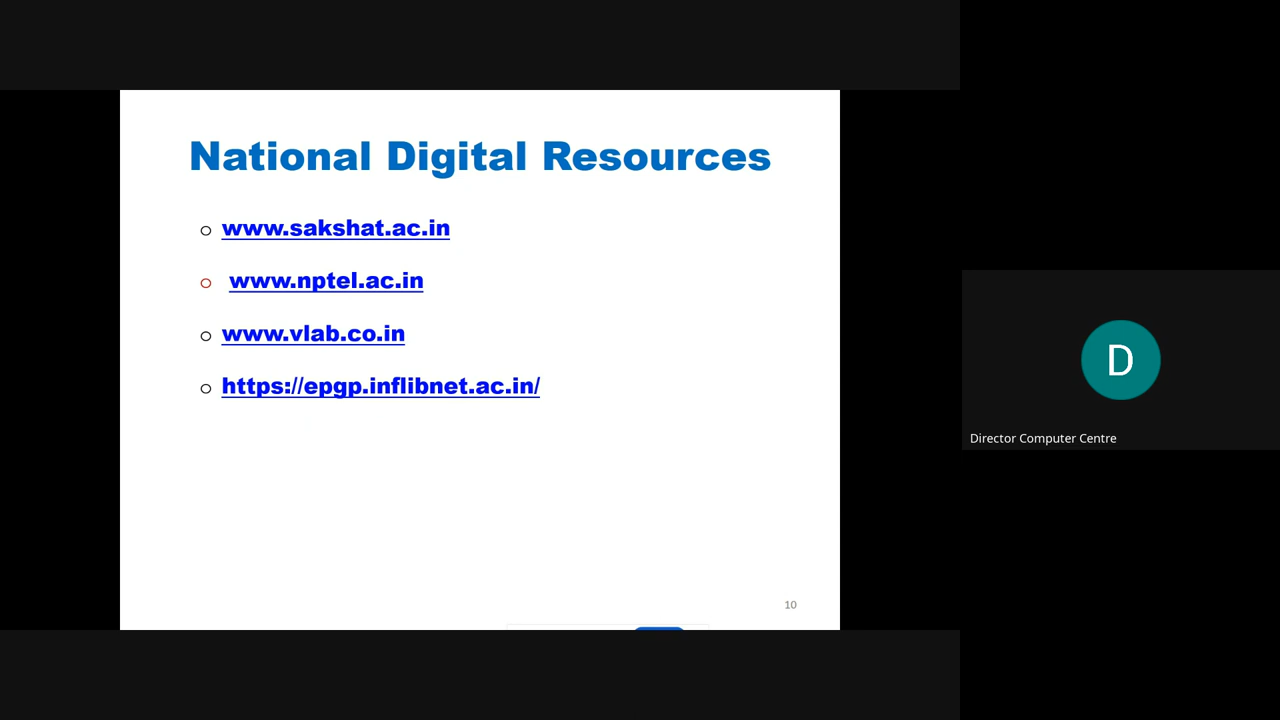 National Digital Resources
www.sakshat.ac.in
www.nptel.ac.in
www.vlab.co.in
https://epgp.inflibnet.ac.in/
10
D
Director Computer Centre